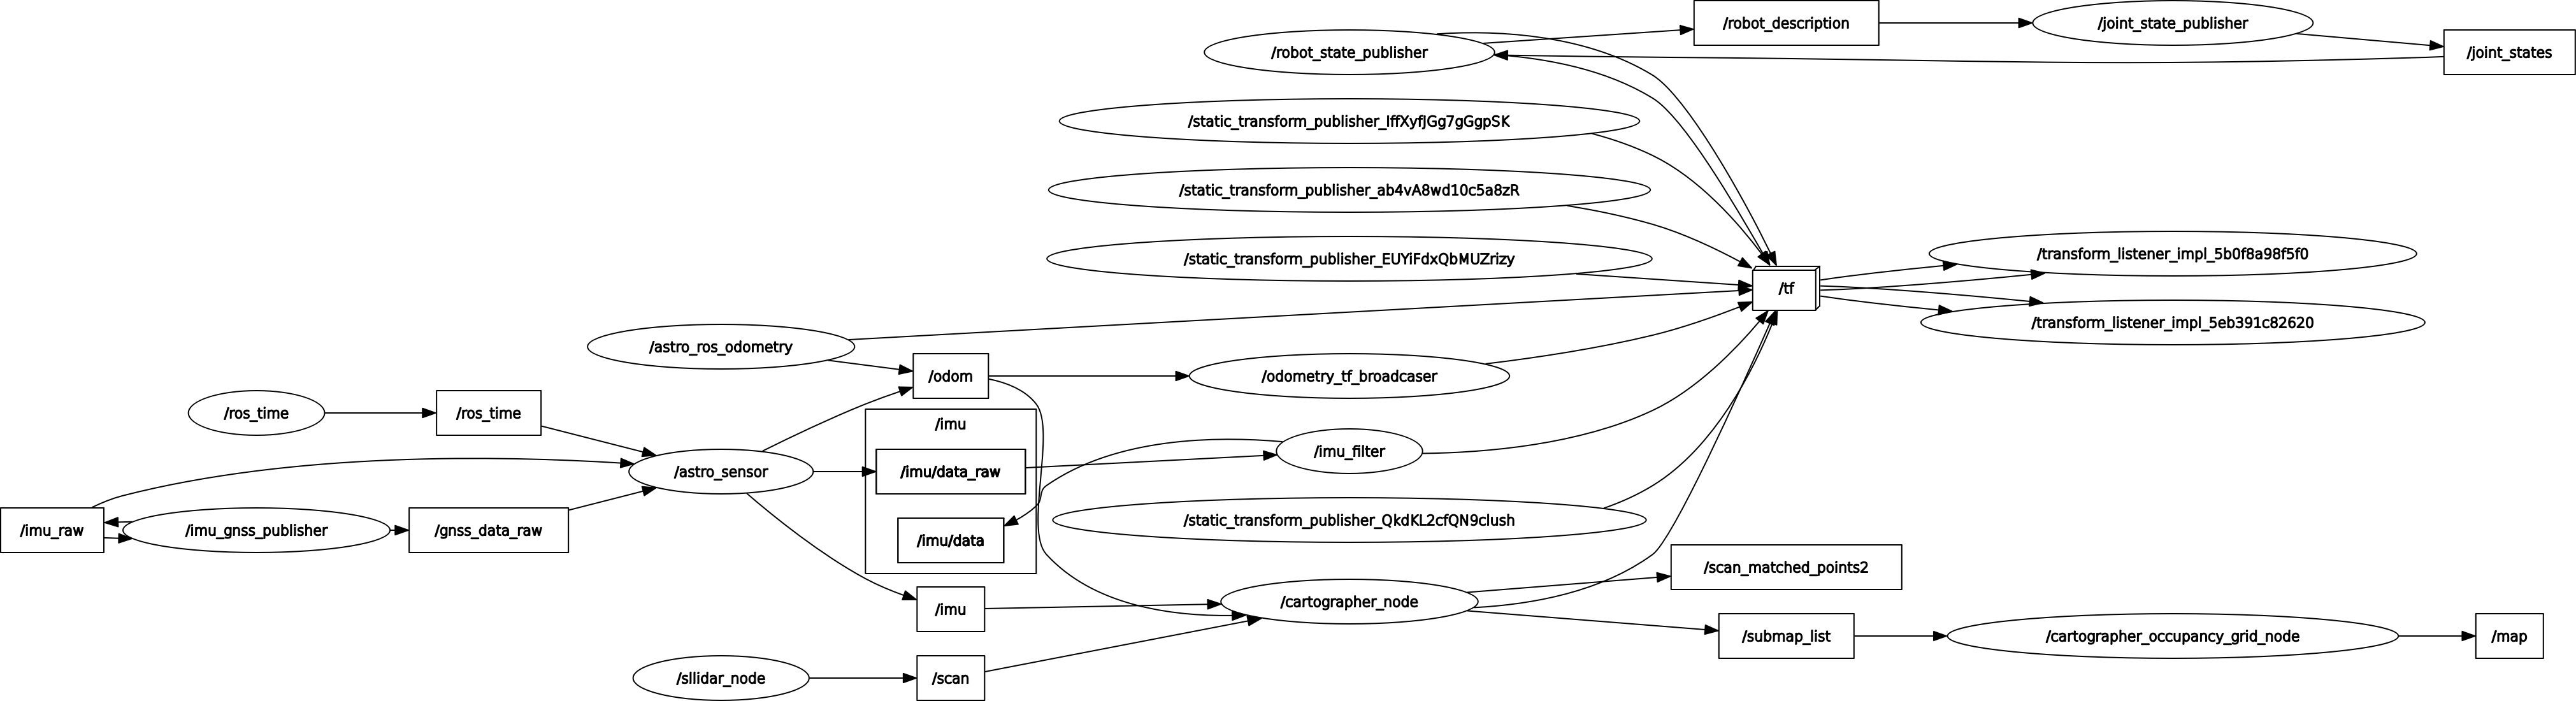 /robot_description
/joint_state_publisher
/robot_state_publisher
/joint_states
/static_transform_publisher_IffXyfJGg7gGgpSK
/static_transform_publisher_ab4vA8wd10c5a8zR
/static_transform_publisher_EUYiFdxQbMUZrizy
/transform_listener_impl_5b0f8a98f5f0
/tf
/transform_listener_impl_5eb391c82620
/astro_ros_odometry
/odom
/odometry_tf_broadcaser
/ros_time
/ros_time
/imu
/imu/data_raw
/imu_filter
/astro_sensor
/imu_raw
/imu_gnss_publisher
/gnss_data_raw
/imu/data
/static_transform_publisher_QkdKL2cfQN9clush
/scan_matched_points2
/imu
/cartographer_node
/submap_list
/cartographer_occupancy_grid_node
/map
/sllidar_node
/scan